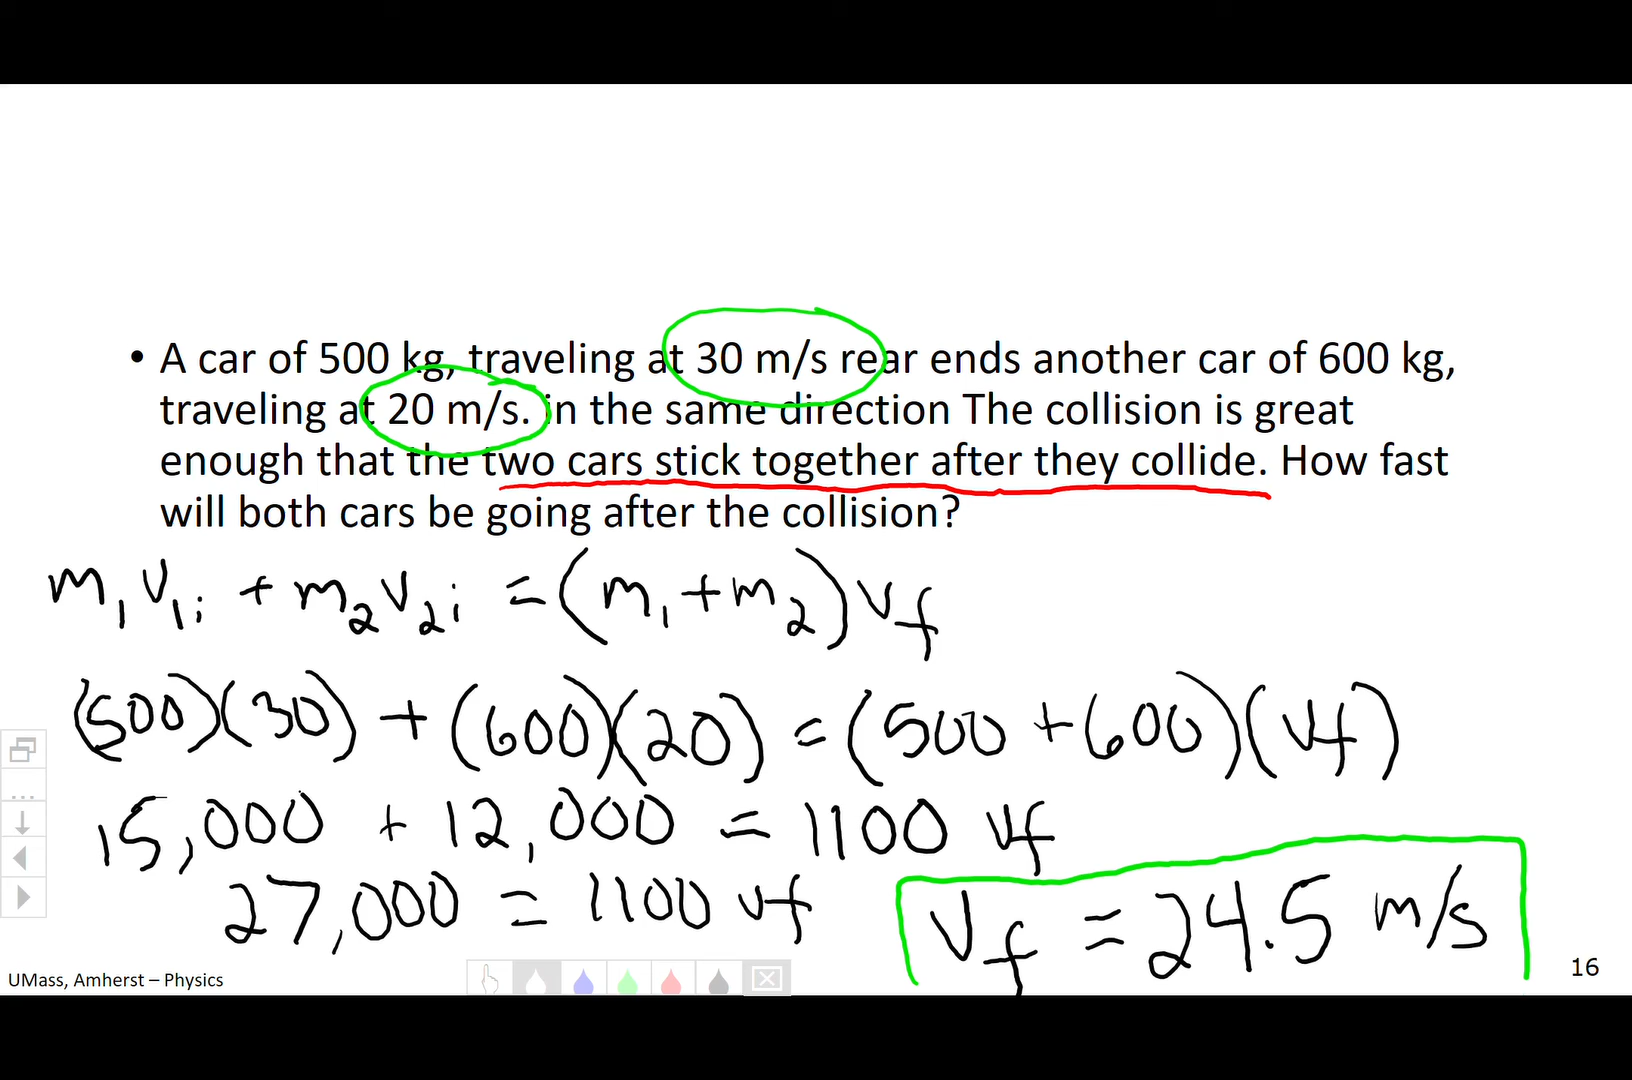 • A car of 500 kg, traveling at 30 m/s rear ends another car of 600 kg,
traveling at 20 m/s. in the same direction The collision is great
enough that the two cars stick together after they collide. How fast
will both cars be going after the collision?
m₁v₁ᵢ + m₂v₂ᵢ = (m₁+m₂)v_f
(500)(30) + (600)(20) = (500+600)(vf)
15,000 + 12,000 = 1100 vf
27,000 = 1100 vf
v_f = 24.5 m/s
UMass, Amherst – Physics
16